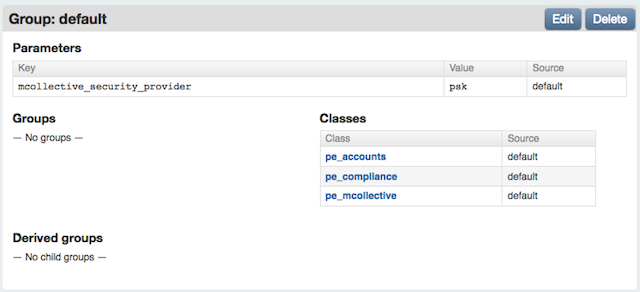 Group: default
Edit
Delete
Parameters
Key Value Source
mcollective_security_provider psk default
Groups
— No groups —
Classes
Class Source
pe_accounts default
pe_compliance default
pe_mcollective default
Derived groups
— No child groups —